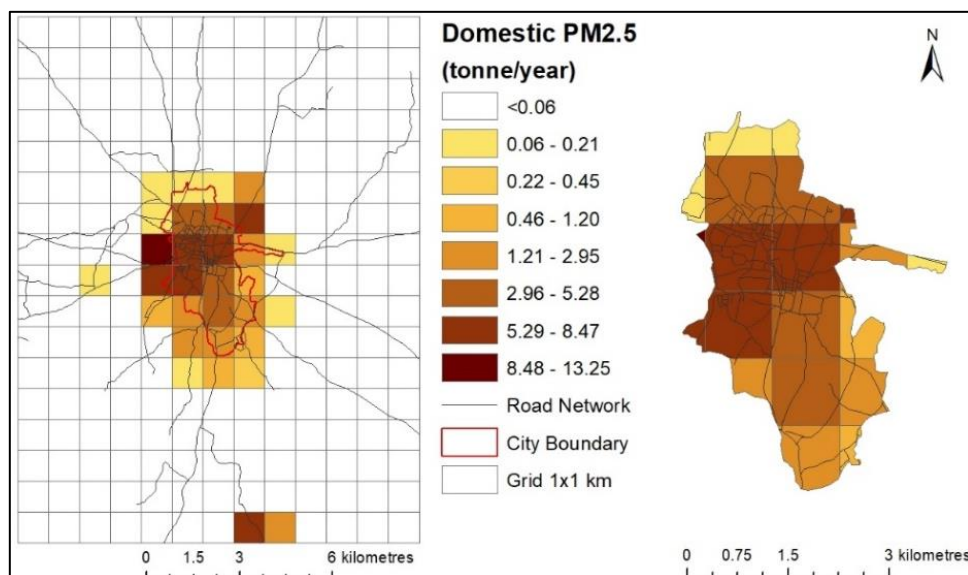 Domestic PM2.5
(tonne/year)
<0.06
0.06 - 0.21
0.22 - 0.45
0.46 - 1.20
1.21 - 2.95
2.96 - 5.28
5.29 - 8.47
8.48 - 13.25
Road Network
City Boundary
Grid 1x1 km
N
0 1.5 3 6 kilometres
0 0.75 1.5 3 kilometres